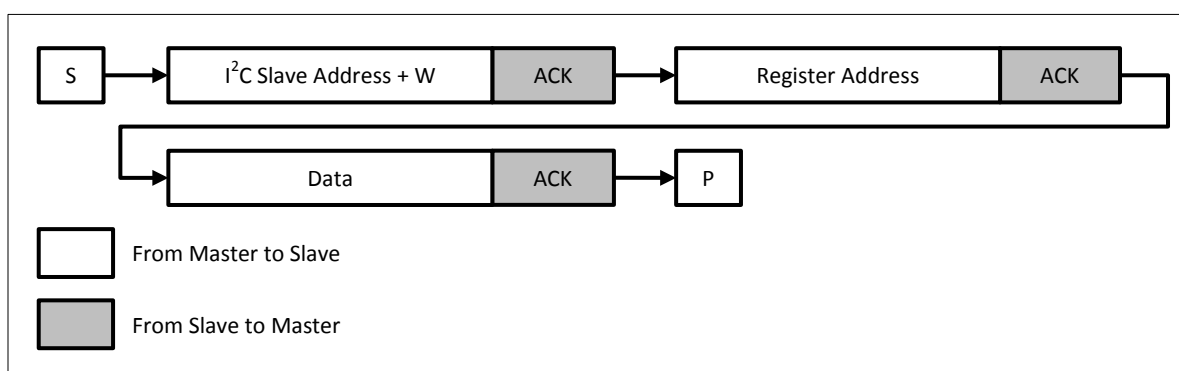 S I²C Slave Address + W ACK Register Address ACK
Data ACK P
From Master to Slave
From Slave to Master